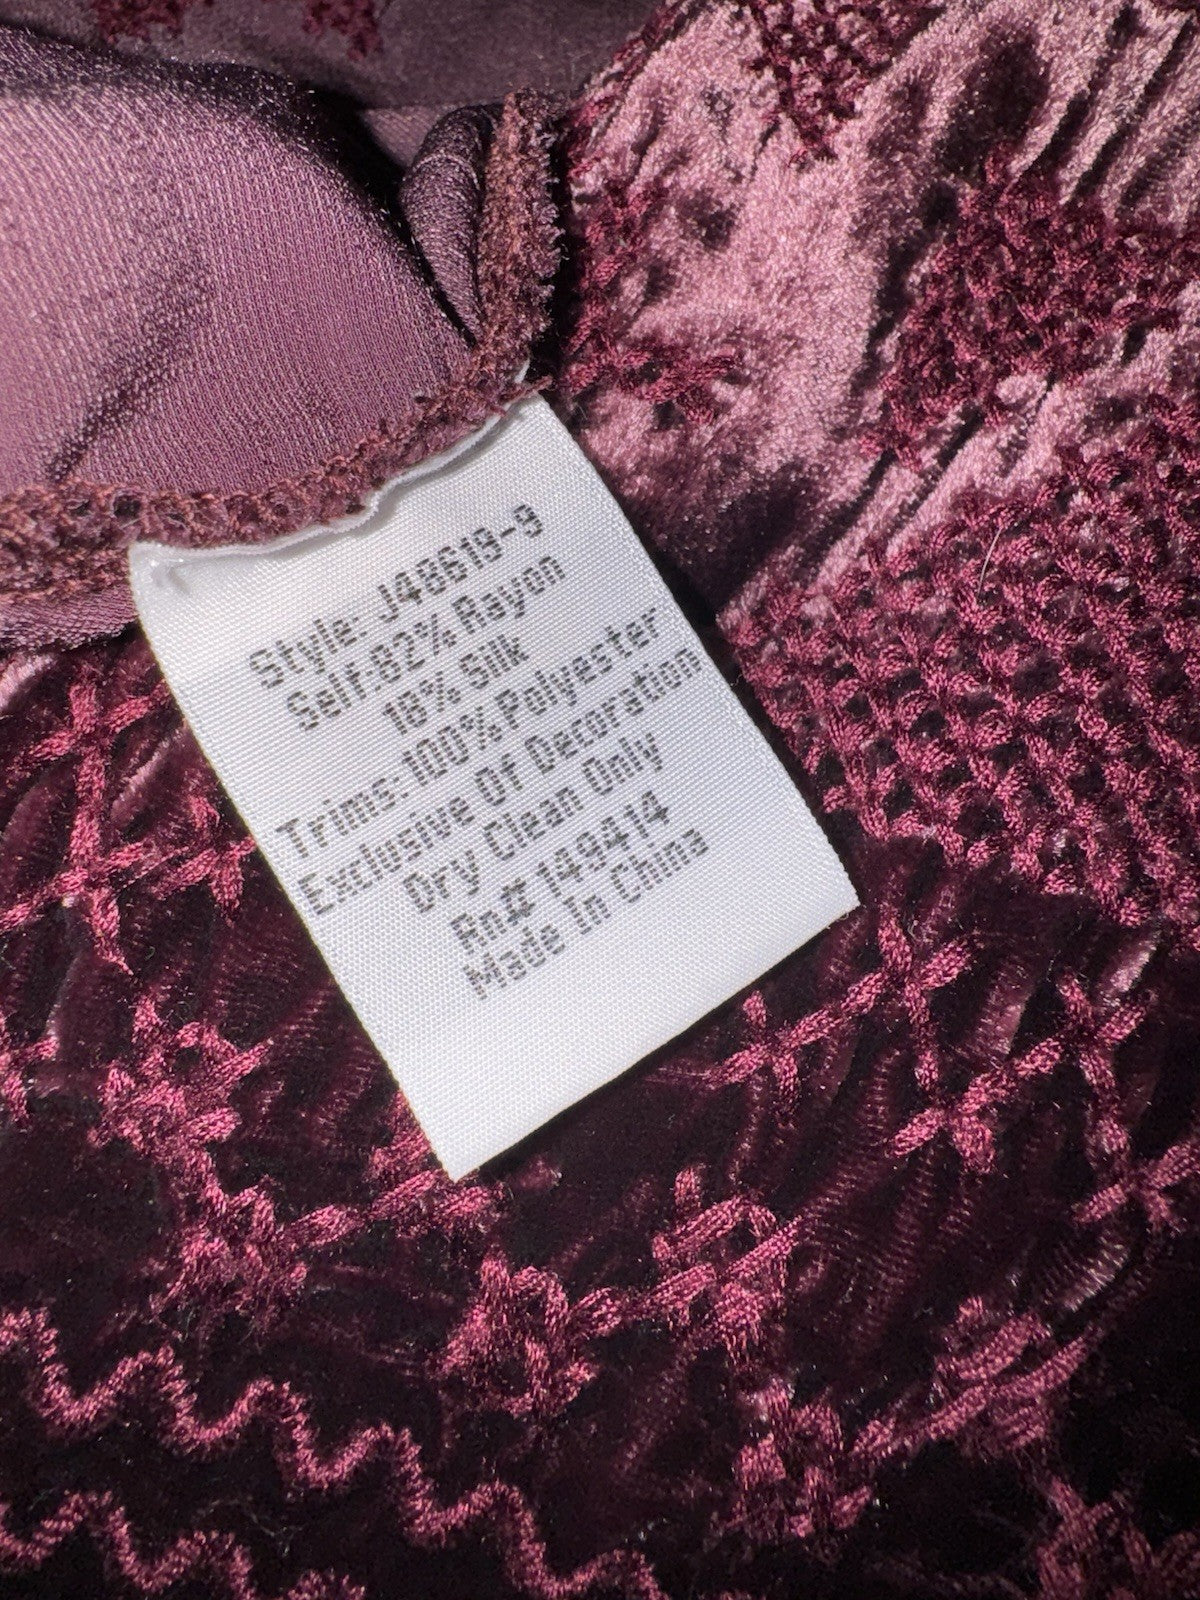 Style: J48619-9
Self:82% Rayon
18% Silk
Trims: 100% Polyester
Exclusive Of Decoration
Dry Clean Only
Rn# 149414
Made In China